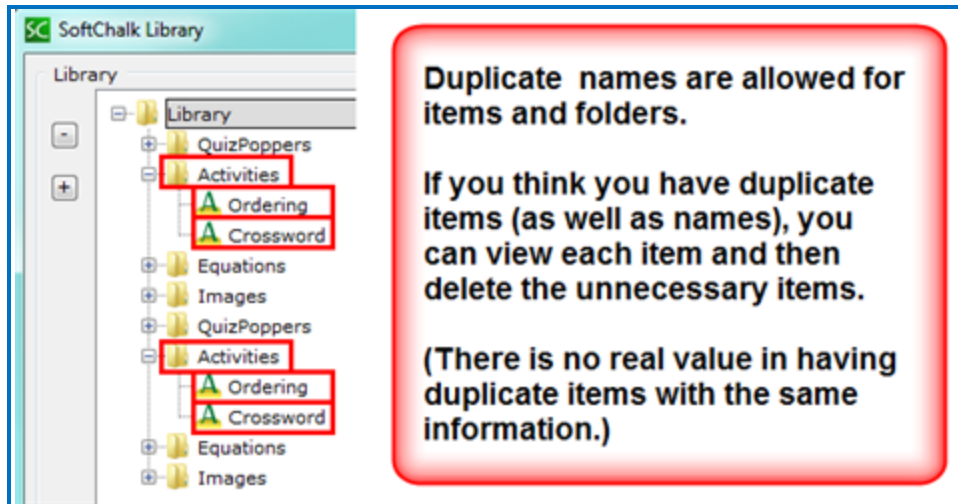 SC SoftChalk Library
Library
-
+
Library
QuizPoppers
Activities
A Ordering
A Crossword
Equations
Images
QuizPoppers
Activities
A Ordering
A Crossword
Equations
Images
Duplicate names are allowed for
items and folders.
If you think you have duplicate
items (as well as names), you
can view each item and then
delete the unnecessary items.
(There is no real value in having
duplicate items with the same
information.)